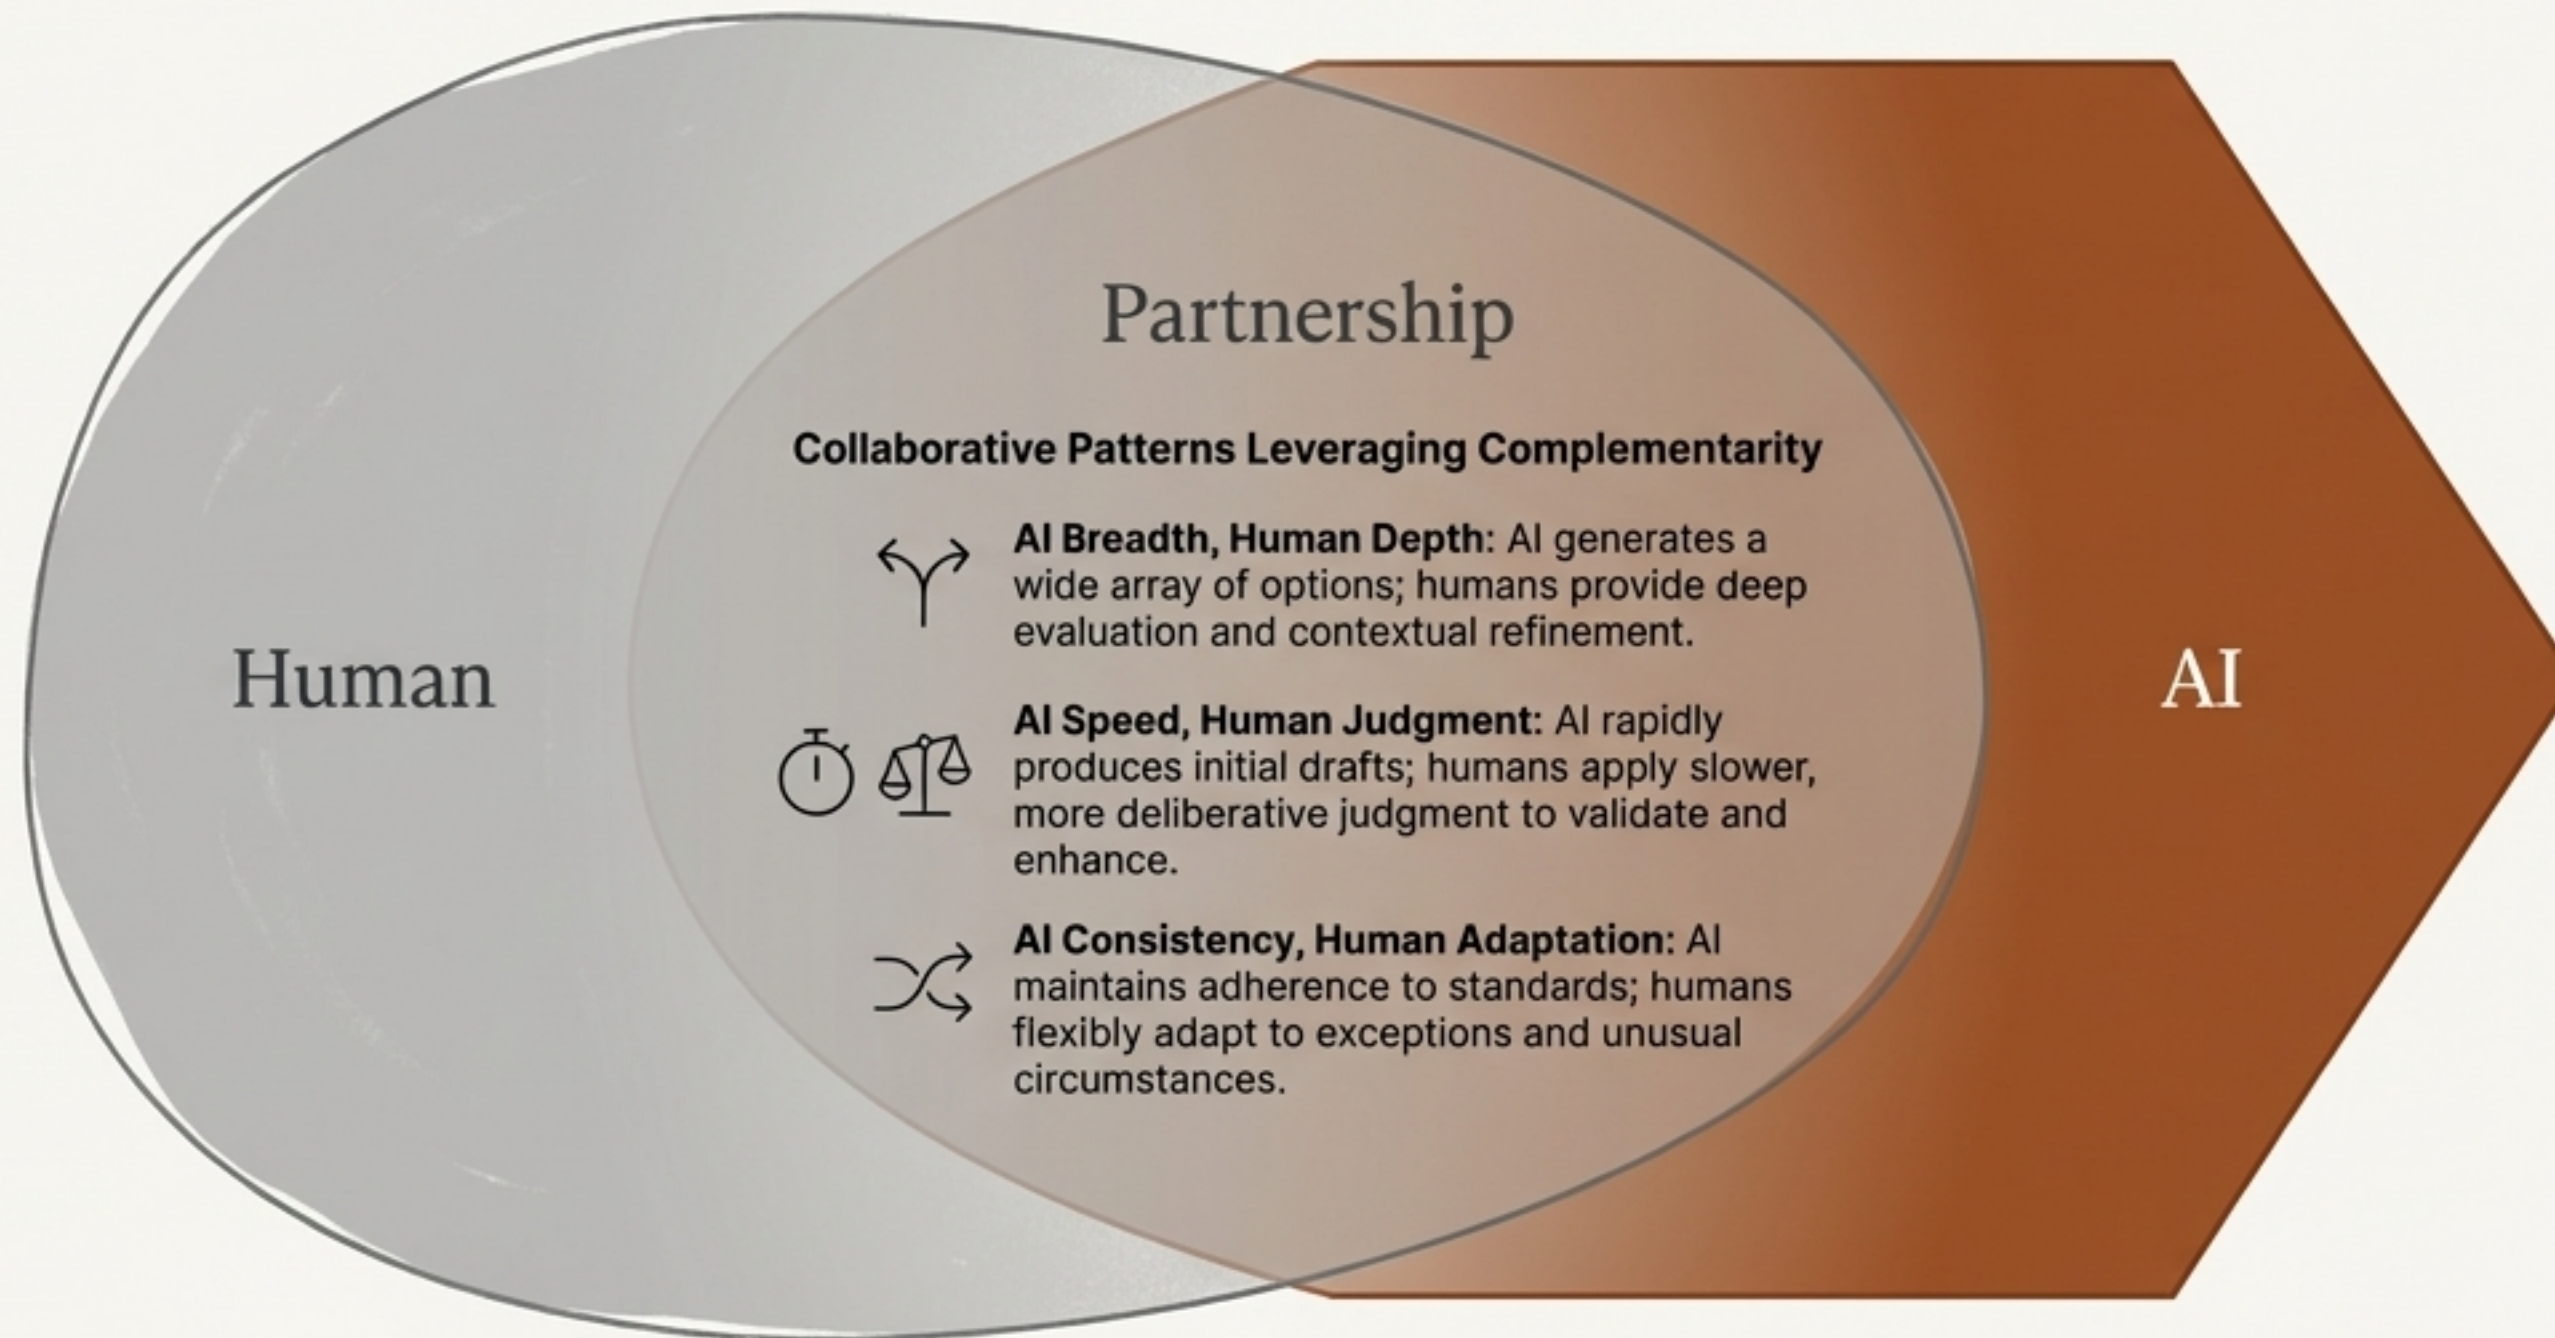 Partnership
Collaborative Patterns Leveraging Complementarity
AI Breadth, Human Depth: AI generates a
wide array of options; humans provide deep
evaluation and contextual refinement.
Human
AI Speed, Human Judgment: AI rapidly
produces initial drafts; humans apply slower,
more deliberative judgment to validate and
enhance.
AI Consistency, Human Adaptation: AI
maintains adherence to standards; humans
flexibly adapt to exceptions and unusual
circumstances.
AI